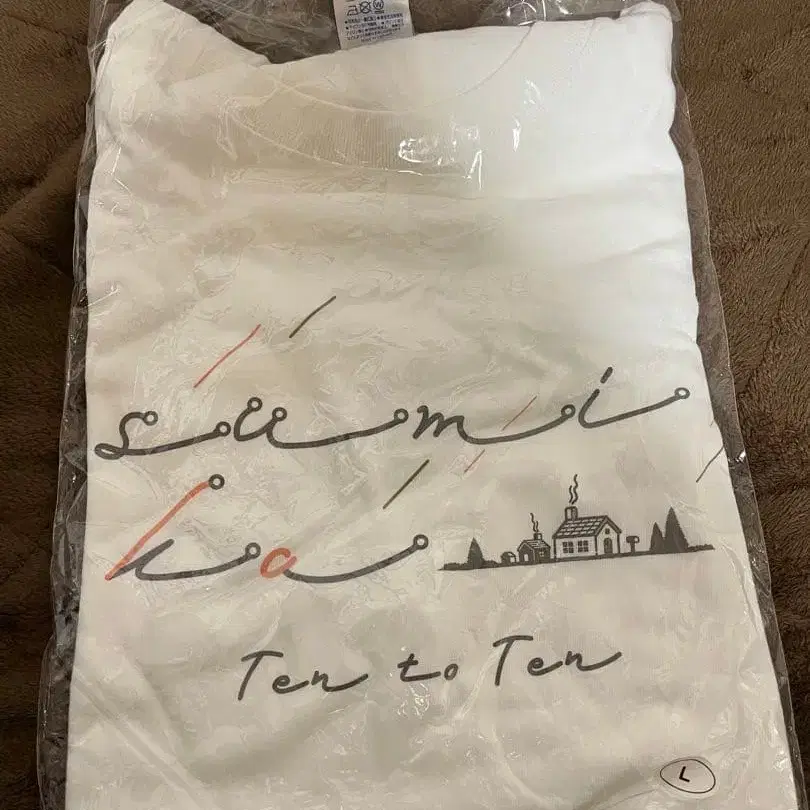 sumi
ka
Ten to Ten
L